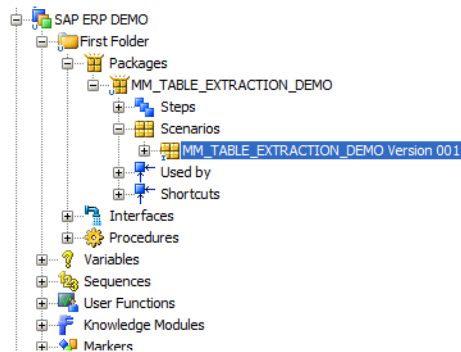 SAP ERP DEMO
First Folder
Packages
MM_TABLE_EXTRACTION_DEMO
Steps
Scenarios
MM_TABLE_EXTRACTION_DEMO Version 001
Used by
Shortcuts
Interfaces
Procedures
Variables
Sequences
User Functions
Knowledge Modules
Markers